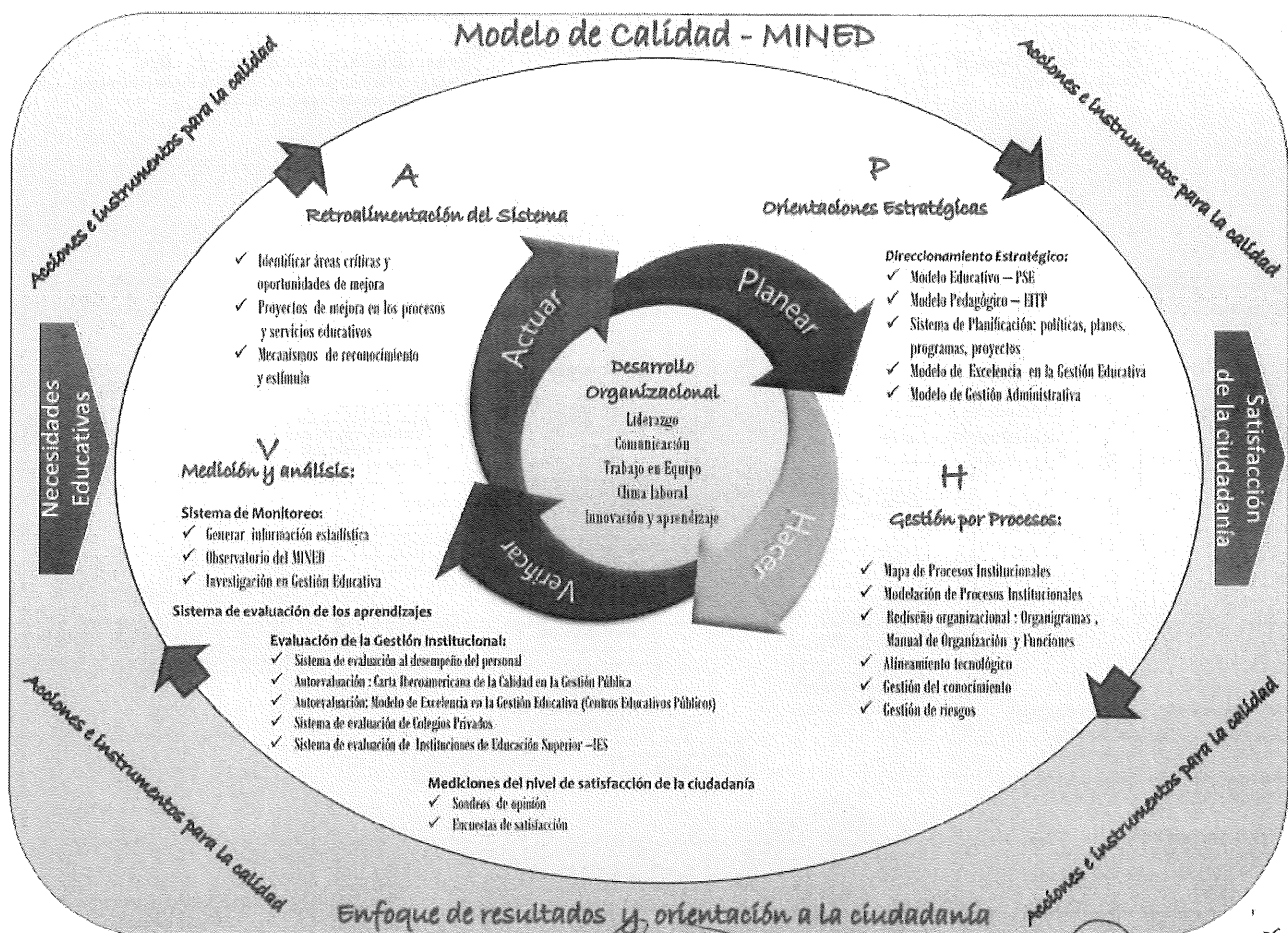 Modelo de Calidad - MINED
Acciones e instrumentos para la calidad
Acciones e instrumentos para la calidad
A
Retroalimentación del Sistema
✓ Identificar áreas críticas y
oportunidades de mejora
✓ Proyectos de mejora en los procesos
y servicios educativos
✓ Mecanismos de reconocimiento
y estímulo
P
Orientaciones Estratégicas
Direccionamiento Estratégico:
✓ Modelo Educativo – PSE
✓ Modelo Pedagógico – EITP
✓ Sistema de Planificación: políticas, planes,
programas, proyectos
✓ Modelo de Excelencia en la Gestión Educativa
✓ Modelo de Gestión Administrativa
Actuar
Planear
Hacer
Verificar
Desarrollo
Organizacional
Liderazgo
Comunicación
Trabajo en Equipo
Clima laboral
Innovación y aprendizaje
Necesidades
Educativas
Satisfacción
de la ciudadanía
V
Medición y análisis:
Sistema de Monitoreo:
✓ Generar información estadística
✓ Observatorio del MINED
✓ Investigación en Gestión Educativa
Sistema de evaluación de los aprendizajes
Evaluación de la Gestión Institucional:
✓ Sistema de evaluación al desempeño del personal
✓ Autoevaluación : Carta Iberoamericana de la Calidad en la Gestión Pública
✓ Autoevaluación: Modelo de Excelencia en la Gestión Educativa (Centros Educativos Públicos)
✓ Sistema de evaluación de Colegios Privados
✓ Sistema de evaluación de Instituciones de Educación Superior –IES
Mediciones del nivel de satisfacción de la ciudadanía
✓ Sondeos de opinión
✓ Encuestas de satisfacción
H
Gestión por Procesos:
✓ Mapa de Procesos Institucionales
✓ Modelación de Procesos Institucionales
✓ Rediseño organizacional : Organigramas ,
Manual de Organización y Funciones
✓ Alineamiento tecnológico
✓ Gestión del conocimiento
✓ Gestión de riesgos
Acciones e instrumentos para la calidad
Acciones e instrumentos para la calidad
Enfoque de resultados y orientación a la ciudadanía